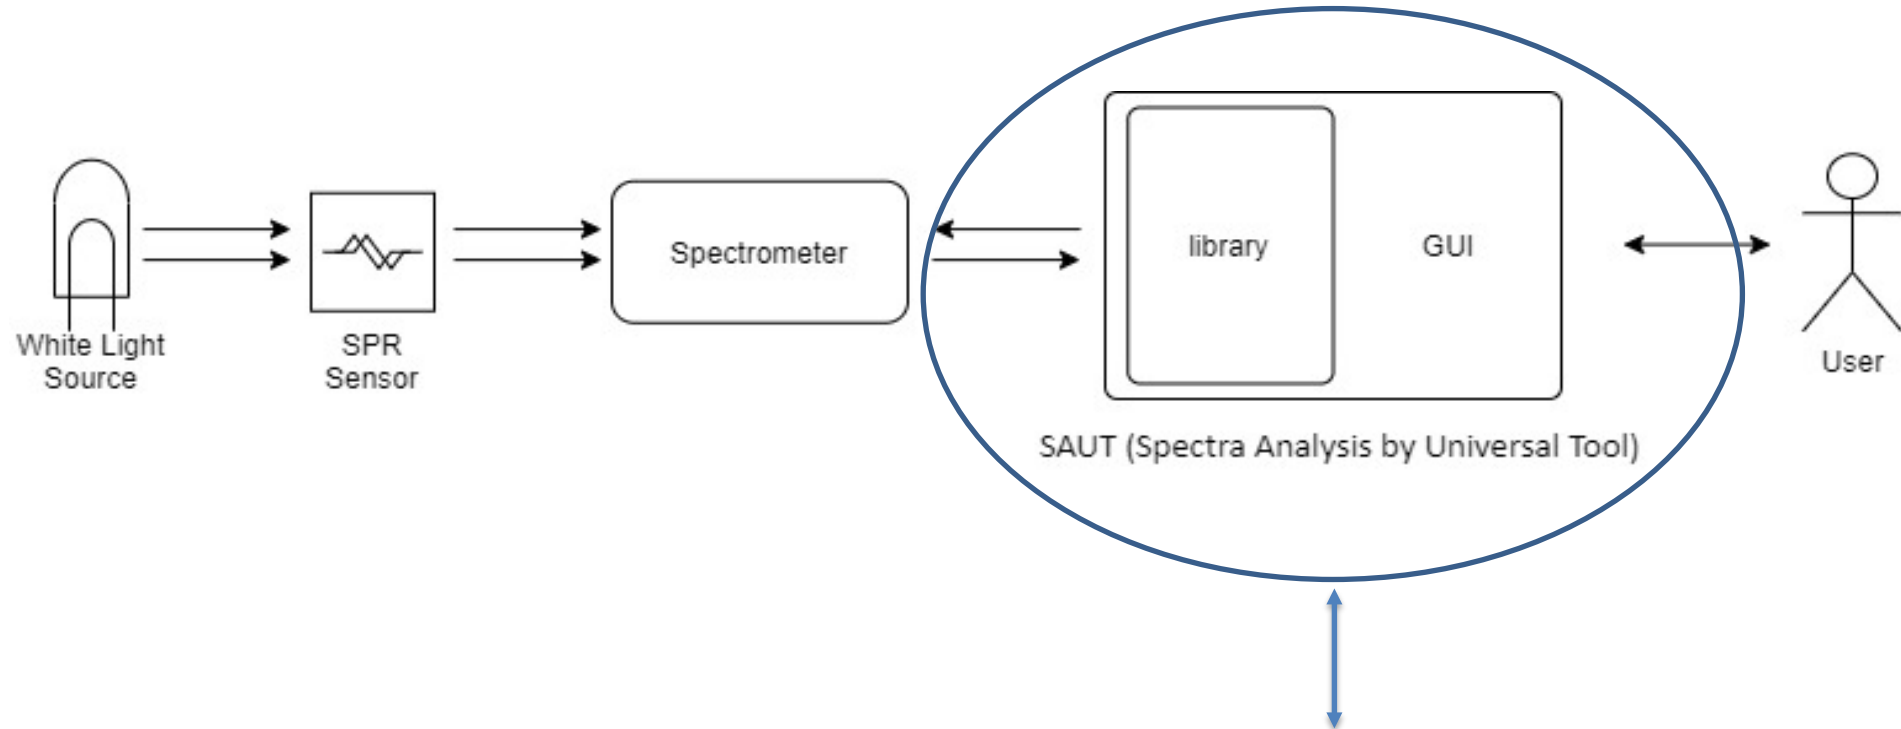 White Light
Source
SPR
Sensor
Spectrometer
library
GUI
SAUT (Spectra Analysis by Universal Tool)
User